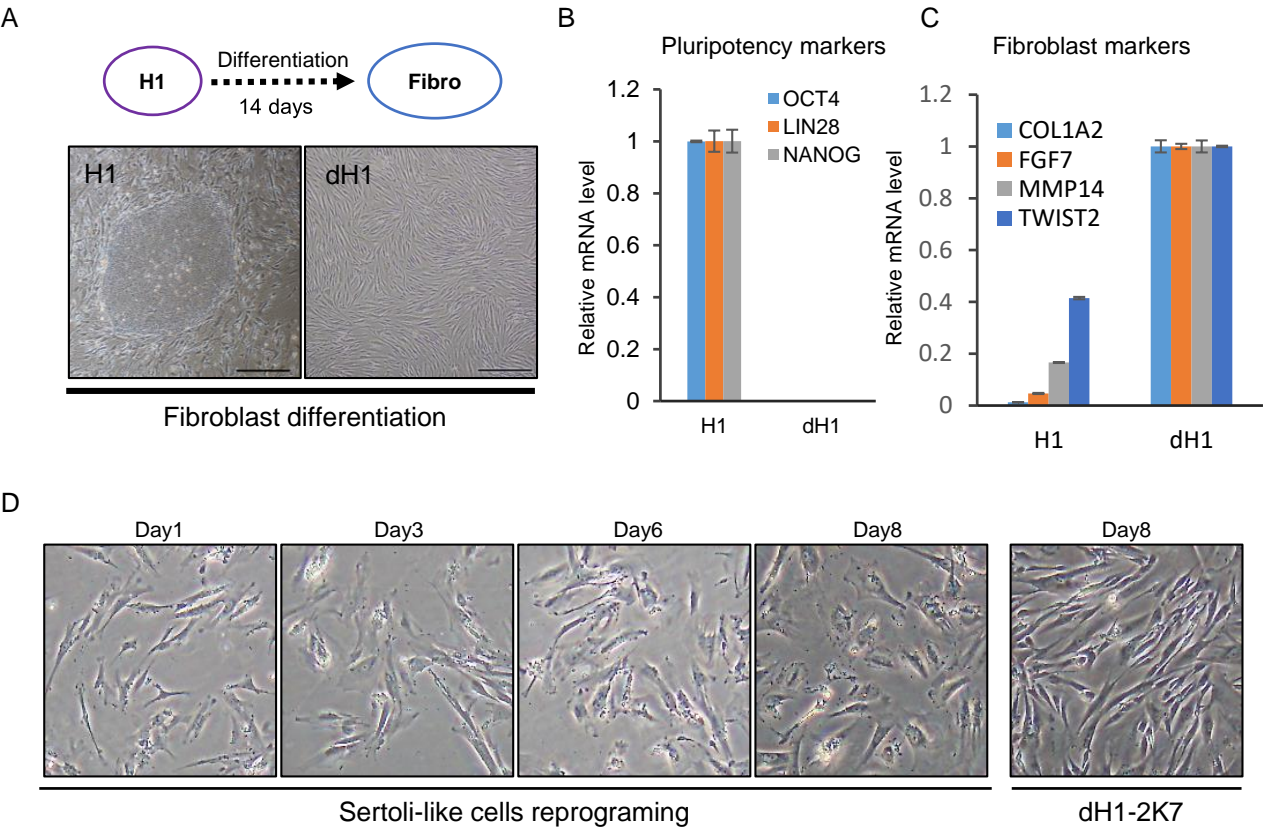 A
Differentiation
H1
Fibro
14 days
H1
dH1
Fibroblast differentiation
B
Pluripotency markers
OCT4
LIN28
NANOG
Relative mRNA level
1.2
1
0.8
0.6
0.4
0.2
0
H1
dH1
C
Fibroblast markers
COL1A2
FGF7
MMP14
TWIST2
Relative mRNA level
1.2
1
0.8
0.6
0.4
0.2
0
H1
dH1
D
Day1
Day3
Day6
Day8
Day8
Sertoli-like cells reprograming
dH1-2K7